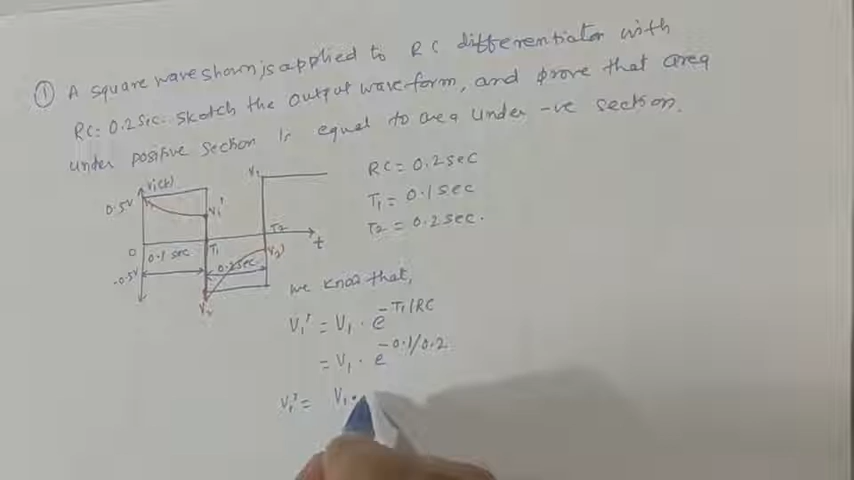 ① A square wave shown is applied to RC differentiator with
RC = 0.2 sec. sketch the output waveform, and prove that area
under positive section is equal to area under -ve section.
Vi(t)
0.5V
0
-0.5V
0.1 sec
V₁'
T₁
0.2 sec
V₂
V₁
T₂
V₂'
t
RC = 0.2 sec
T₁ = 0.1 sec
T₂ = 0.2 sec.
we know that,
V₁' = V₁ · e^-T₁/RC
= V₁ · e^-0.1/0.2
V₁' = V₁ ·